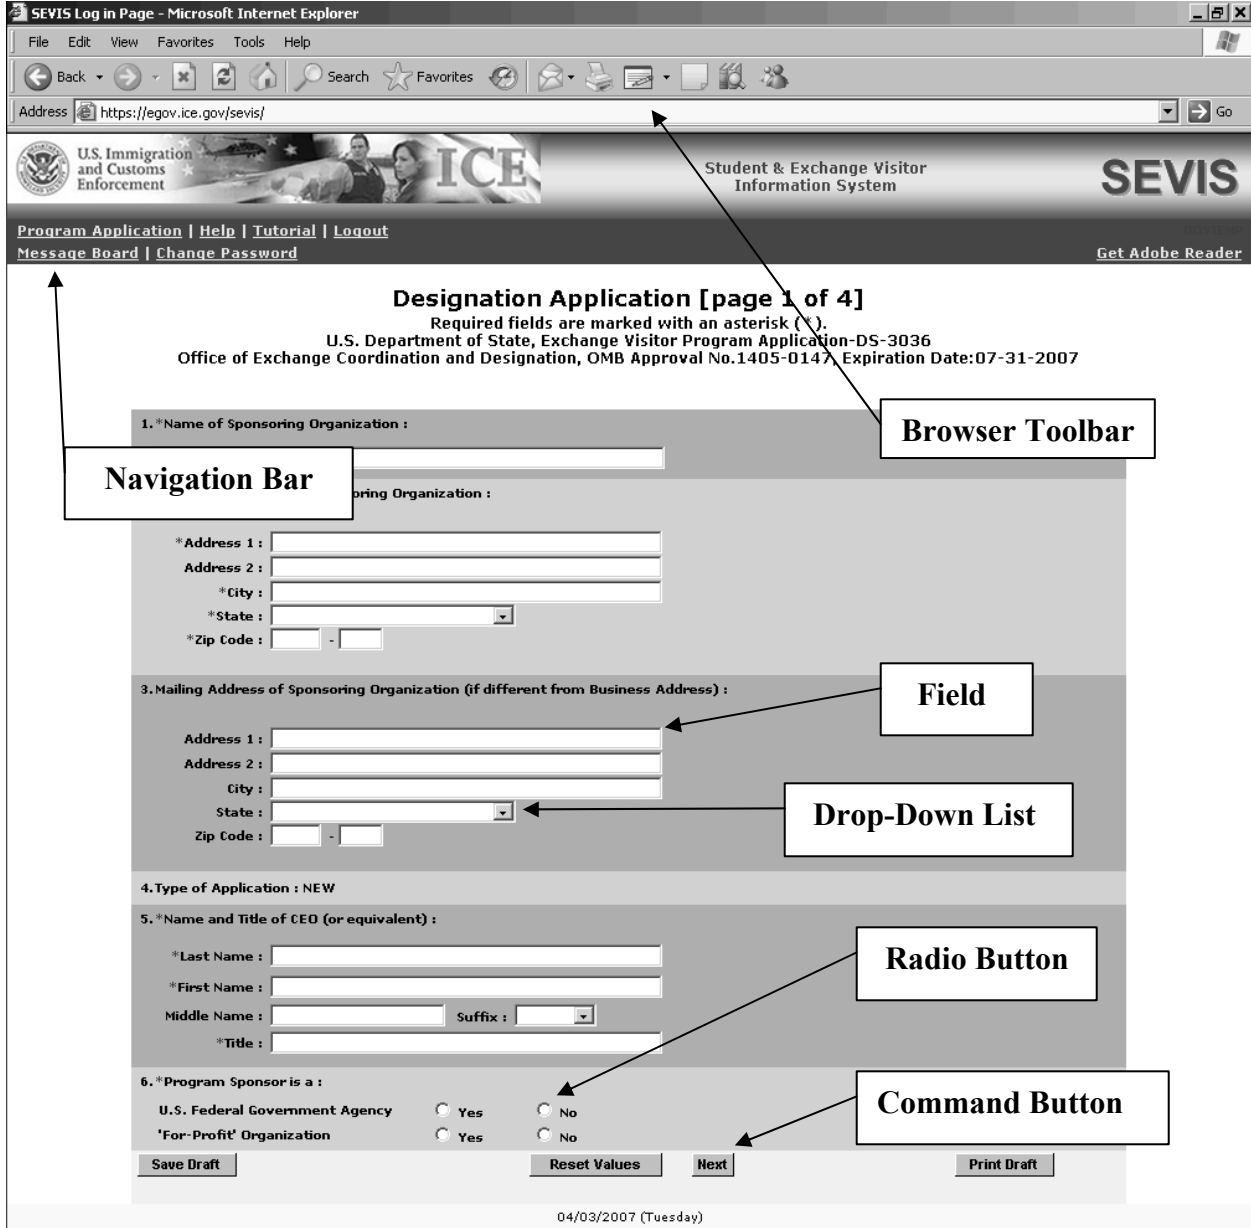 SEVIS Log in Page - Microsoft Internet Explorer
File Edit View Favorites Tools Help
Back Search Favorites
Address https://egov.ice.gov/sevis/ Go
U.S. Immigration
and Customs
Enforcement
ICE
Student & Exchange Visitor
Information System
SEVIS
Program Application | Help | Tutorial | Logout
Message Board | Change Password Get Adobe Reader
Designation Application [page 1 of 4]
Required fields are marked with an asterisk (*).
U.S. Department of State, Exchange Visitor Program Application-DS-3036
Office of Exchange Coordination and Designation, OMB Approval No.1405-0147, Expiration Date:07-31-2007
1.*Name of Sponsoring Organization :
Browser Toolbar
Navigation Bar
oring Organization :
*Address 1 :
Address 2 :
*City :
*State :
*Zip Code : -
3.Mailing Address of Sponsoring Organization (if different from Business Address) :
Field
Address 1 :
Address 2 :
City :
State :
Drop-Down List
Zip Code : -
4.Type of Application : NEW
5.*Name and Title of CEO (or equivalent) :
*Last Name :
Radio Button
*First Name :
Middle Name : Suffix :
*Title :
6.*Program Sponsor is a :
U.S. Federal Government Agency Yes No
Command Button
'For-Profit' Organization Yes No
Save Draft Reset Values Next Print Draft
04/03/2007 (Tuesday)